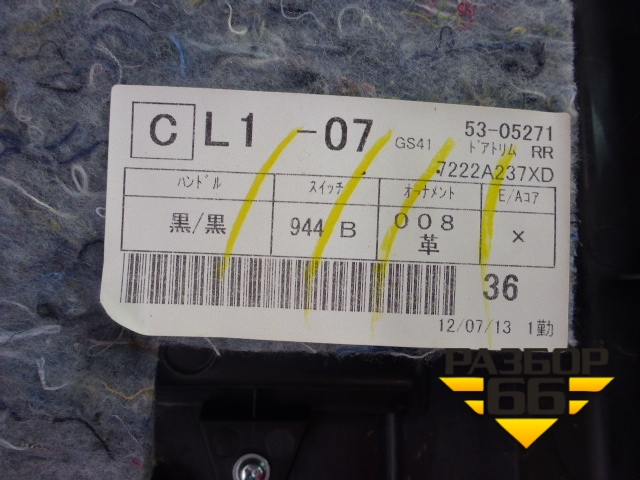 C L1 -07 GS41 53-05271
ﾄﾞｱﾄﾘﾑ RR
7222A237XD
ﾊﾝﾄﾞﾙ ｽｲｯﾁ ｵｰﾅﾒﾝﾄ E/Aｺｱ
黒/黒 944 B 008 革 ×
36
12/07/13 1勤
РАЗБОР
66